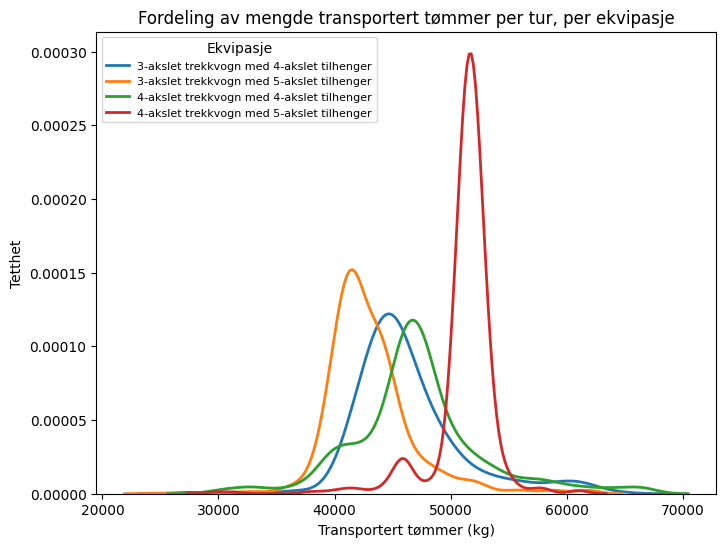 Fordeling av mengde transportert tømmer per tur, per ekvipasje
Ekvipasje
3-akslet trekkvogn med 4-akslet tilhenger
3-akslet trekkvogn med 5-akslet tilhenger
4-akslet trekkvogn med 4-akslet tilhenger
4-akslet trekkvogn med 5-akslet tilhenger
Tetthet
0.00030
0.00025
0.00020
0.00015
0.00010
0.00005
0.00000
20000 30000 40000 50000 60000 70000
Transportert tømmer (kg)